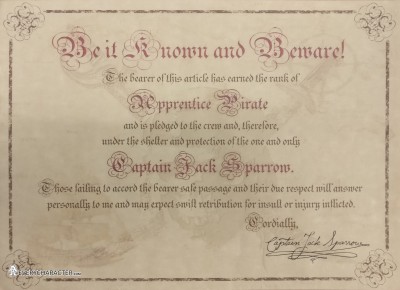 Be it Known and Beware!
The bearer of this article has earned the rank of
Apprentice Pirate
and is pledged to the crew and, therefore,
under the shelter and protection of the one and only
Captain Jack Sparrow.
Those failing to accord the bearer safe passage and their due respect will answer
personally to me and may expect swift retribution for insult or injury inflicted.
Cordially,
Captain Jack Sparrow